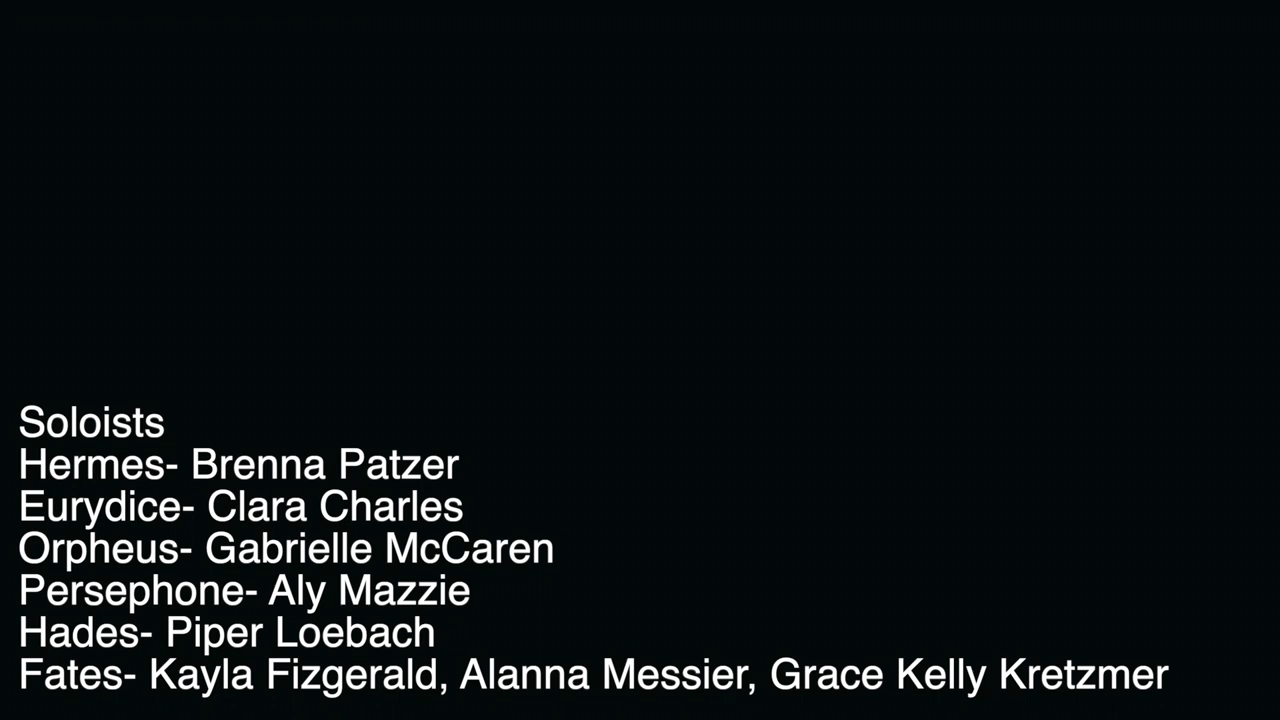 Soloists
Hermes- Brenna Patzer
Eurydice- Clara Charles
Orpheus- Gabrielle McCaren
Persephone- Aly Mazzie
Hades- Piper Loebach
Fates- Kayla Fizgerald, Alanna Messier, Grace Kelly Kretzmer